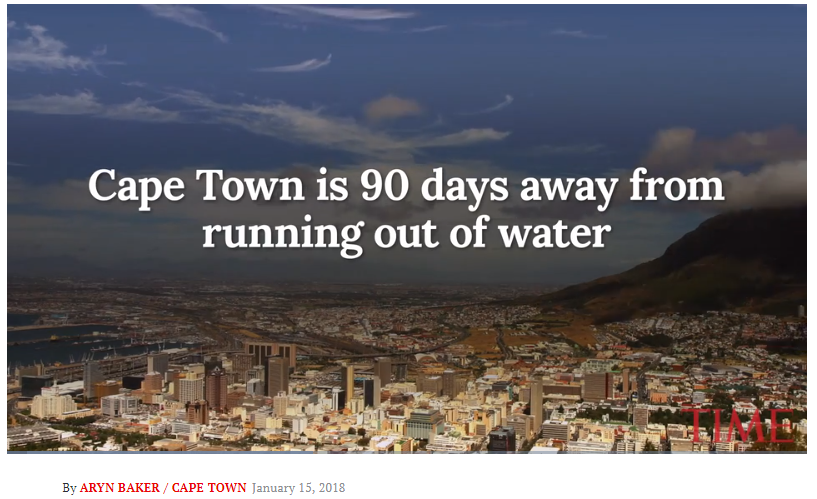 Cape Town is 90 days away from
running out of water
TIME
By ARYN BAKER / CAPE TOWN January 15, 2018